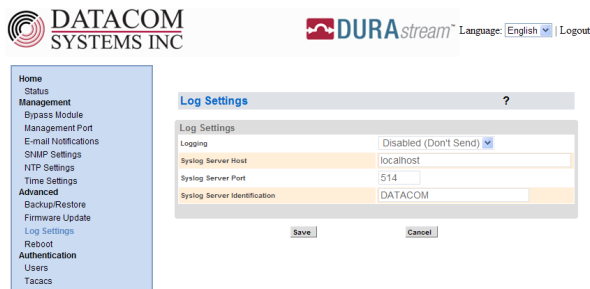 DATACOM
SYSTEMS INC
DURAstream™ Language: English | Logout
Home
Status
Management
Bypass Module
Management Port
E-mail Notifications
SNMP Settings
NTP Settings
Time Settings
Advanced
Backup/Restore
Firmware Update
Log Settings
Reboot
Authentication
Users
Tacacs
Log Settings ?
Log Settings
Logging Disabled (Don't Send)
Syslog Server Host localhost
Syslog Server Port 514
Syslog Server Identification DATACOM
Save Cancel